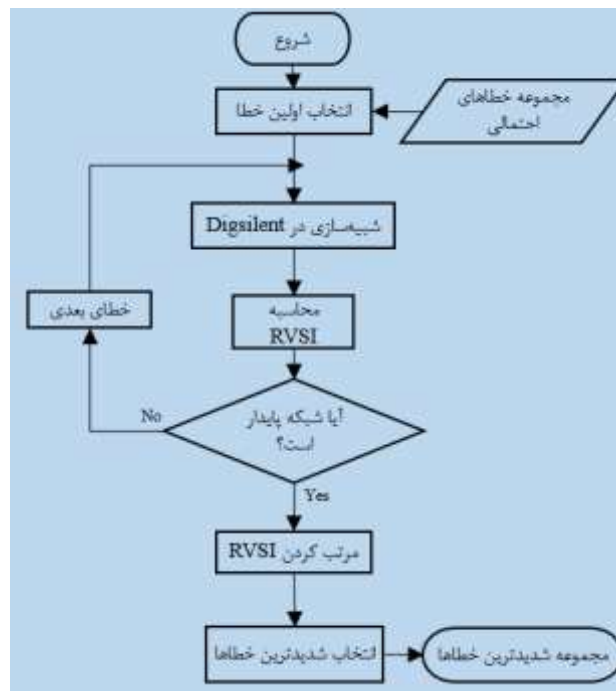 شروع
مجموعه خطاهای
احتمالی
انتخاب اولین خطا
شبیه‌سازی در Digsilent
خطای بعدی
محاسبه
RVSI
No
آیا شبکه پایدار
است؟
Yes
مرتب کردن RVSI
انتخاب شدیدترین خطاها
مجموعه شدیدترین خطاها